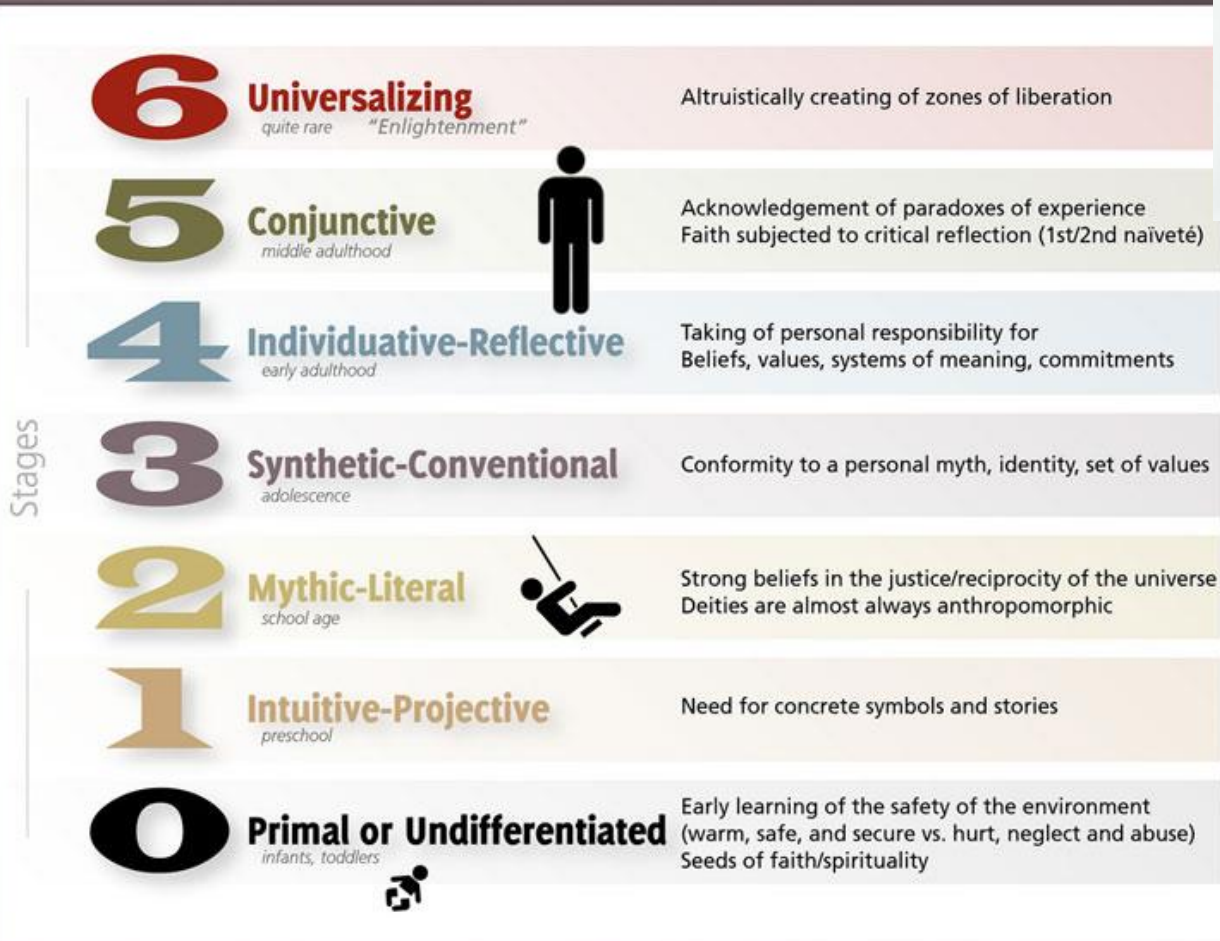 Stages
6
Universalizing
quite rare "Enlightenment"
Altruistically creating of zones of liberation
5
Conjunctive
middle adulthood
Acknowledgement of paradoxes of experience
Faith subjected to critical reflection (1st/2nd naïveté)
4
Individuative-Reflective
early adulthood
Taking of personal responsibility for
Beliefs, values, systems of meaning, commitments
3
Synthetic-Conventional
adolescence
Conformity to a personal myth, identity, set of values
2
Mythic-Literal
school age
Strong beliefs in the justice/reciprocity of the universe
Deities are almost always anthropomorphic
1
Intuitive-Projective
preschool
Need for concrete symbols and stories
0
Primal or Undifferentiated
infants, toddlers
Early learning of the safety of the environment
(warm, safe, and secure vs. hurt, neglect and abuse)
Seeds of faith/spirituality